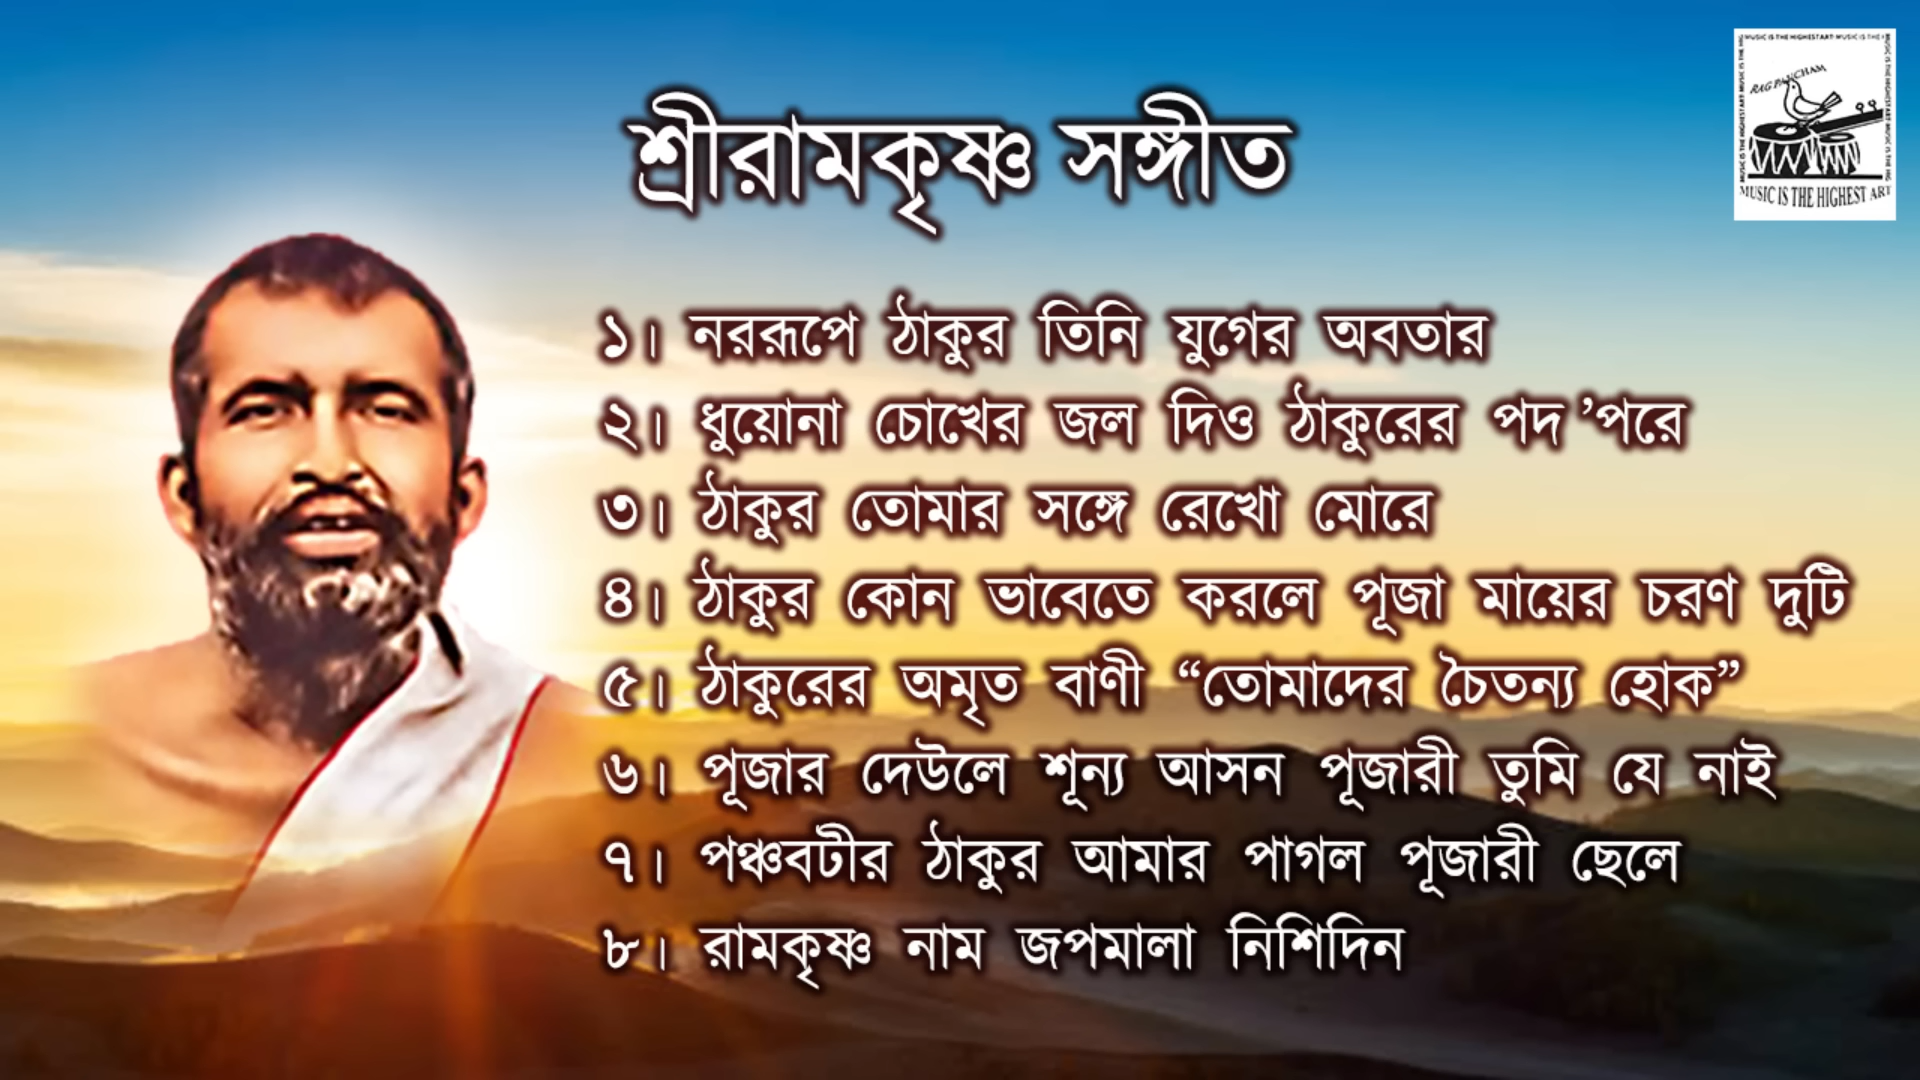 শ্রীরামকৃষ্ণ সঙ্গীত
১। নররূপে ঠাকুর তিনি যুগের অবতার
২। ধুয়োনা চোখের জল দিও ঠাকুরের পদ ’পরে
৩। ঠাকুর তোমার সঙ্গে রেখো মোরে
৪। ঠাকুর কোন ভাবেতে করলে পূজা মায়ের চরণ দুটি
৫। ঠাকুরের অমৃত বাণী “তোমাদের চৈতন্য হোক”
৬। পূজার দেউলে শূন্য আসন পূজারী তুমি যে নাই
৭। পঞ্চবটীর ঠাকুর আমার পাগল পূজারী ছেলে
৮। রামকৃষ্ণ নাম জপমালা নিশিদিন
RAG PANCHAM
MUSIC IS THE HIGHEST ART